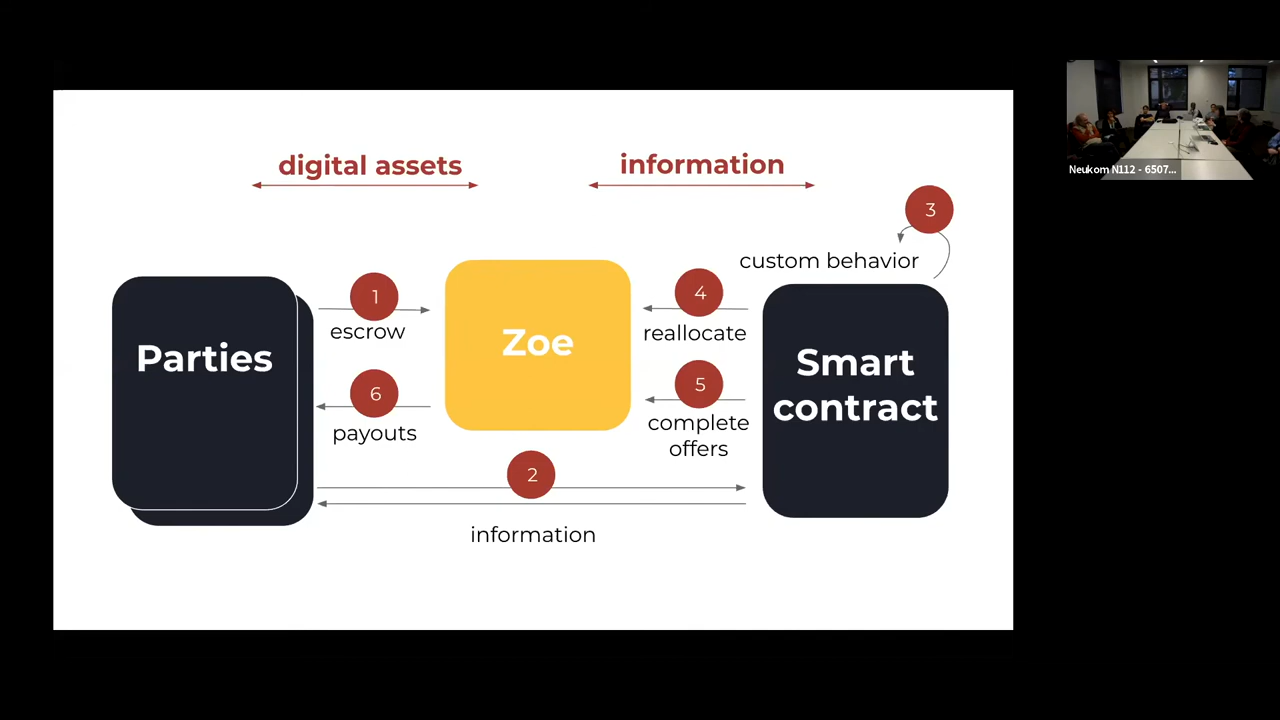 digital assets
information
3
custom behavior
1
escrow
Zoe
4
reallocate
Parties
Smart
contract
6
payouts
5
complete
offers
2
information
Neukom N112 - 6507...